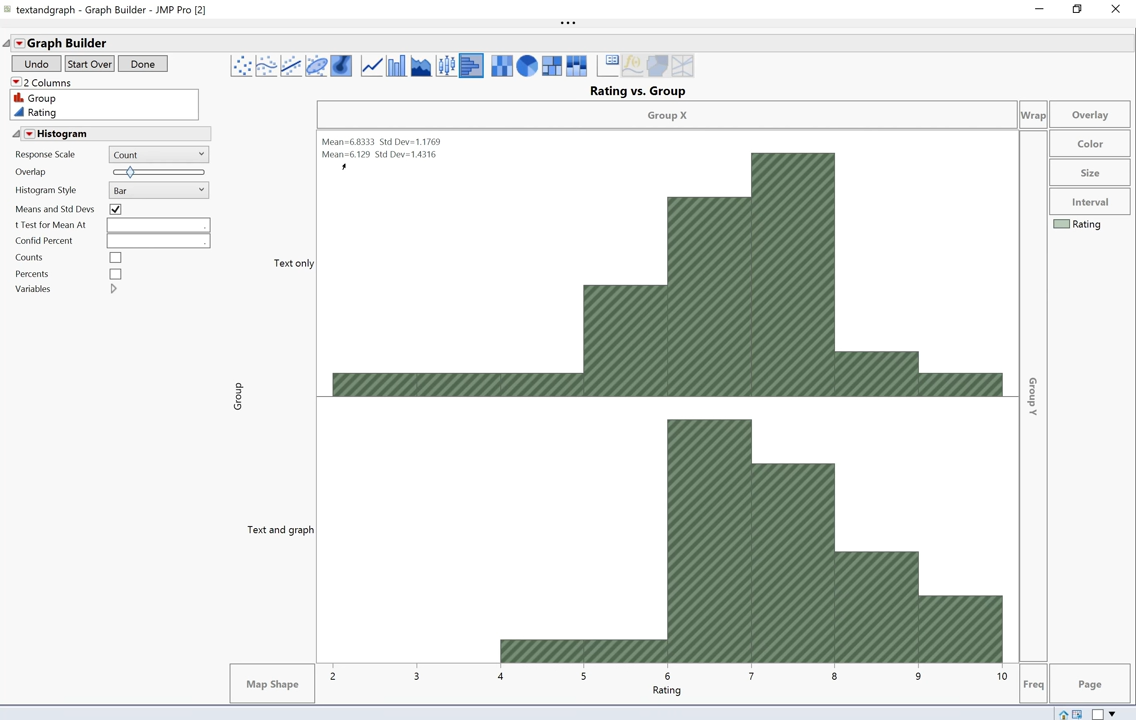 textandgraph - Graph Builder - JMP Pro [2]
Graph Builder
Undo Start Over Done
2 Columns
Group
Rating
Histogram
Response Scale Count
Overlap
Histogram Style Bar
Means and Std Devs
t Test for Mean At .
Confid Percent .
Counts
Percents
Variables
Rating vs. Group
Group X
Wrap
Overlay
Color
Size
Interval
Rating
Mean=6.8333 Std Dev=1.1769
Mean=6.129 Std Dev=1.4316
Text only
Group
Text and graph
Group Y
Map Shape
2 3 4 5 6 7 8 9 10
Rating
Freq
Page